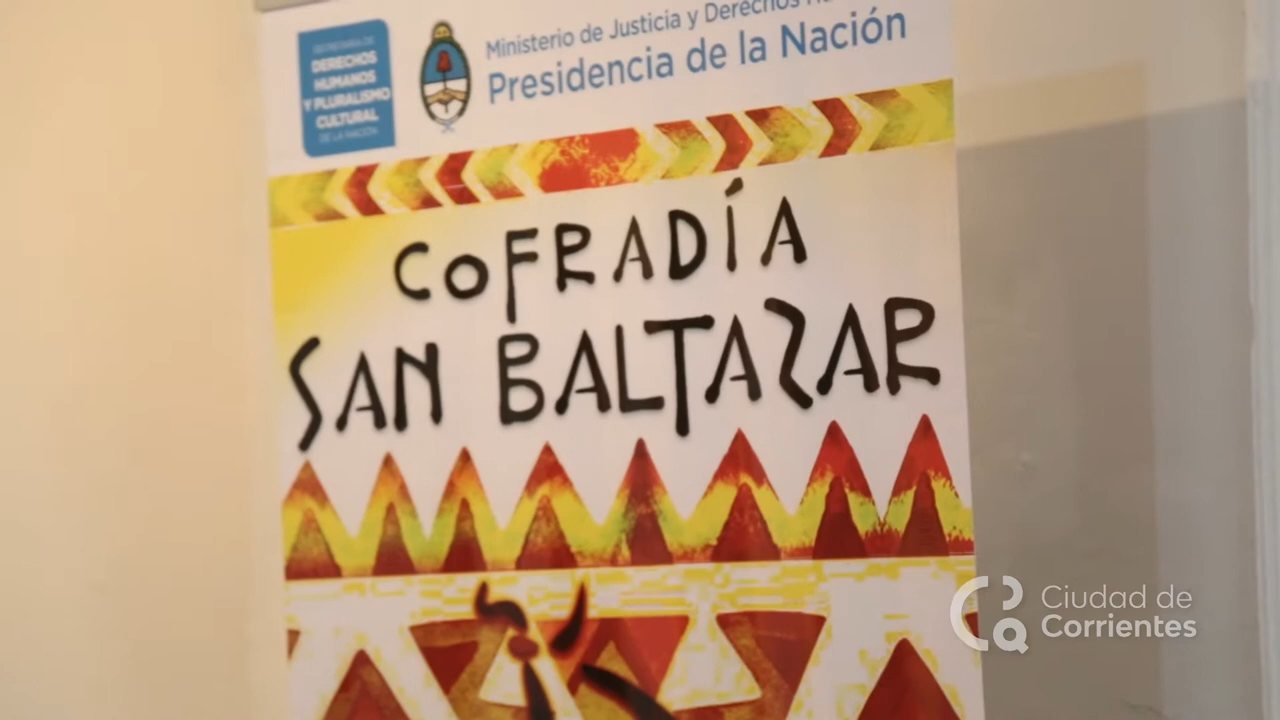 SECRETARÍA DE
DERECHOS
HUMANOS
Y PLURALISMO
CULTURAL
DE LA NACIÓN
Ministerio de Justicia y Derechos
Presidencia de la Nación
COFRADÍA
SAN BALTAZAR
Ciudad de
Corrientes